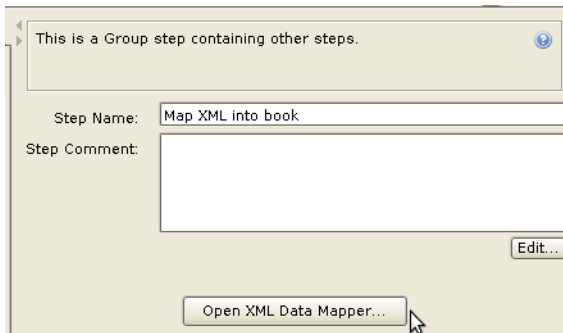 This is a Group step containing other steps.
Step Name: Map XML into book
Step Comment:
Edit...
Open XML Data Mapper...